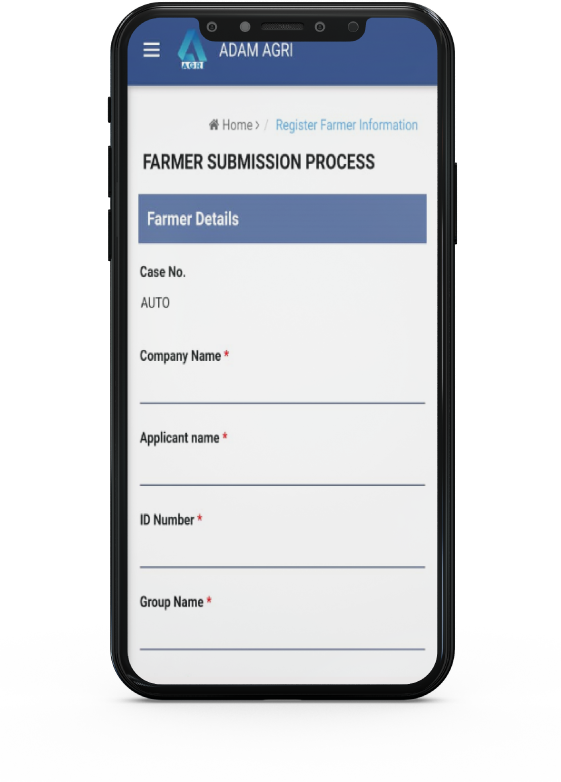 AGRI
ADAM AGRI
Home > / Register Farmer Information
FARMER SUBMISSION PROCESS
Farmer Details
Case No.
AUTO
Company Name *
Applicant name *
ID Number *
Group Name *